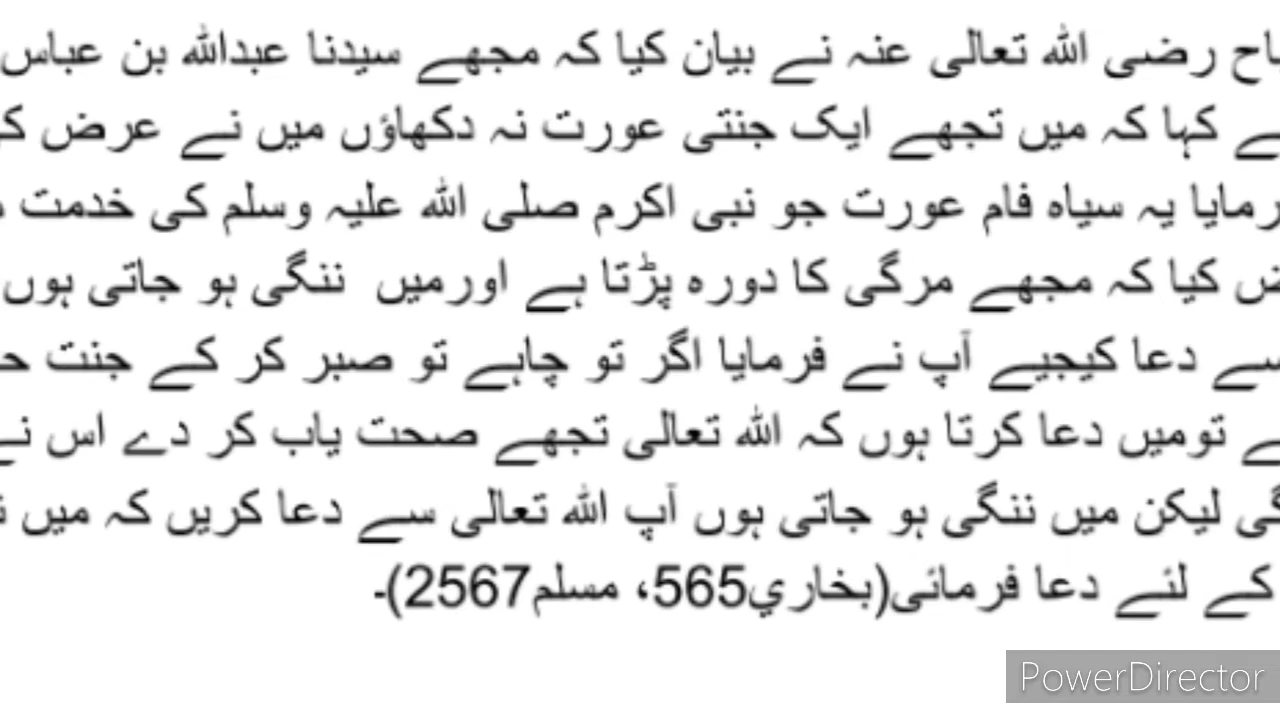 رضی اللہ تعالی عنہ نے بیان کیا کہ مجھے سیدنا عبداللہ بن عباس
کہا کہ میں تجھے ایک جنتی عورت نہ دکھاؤں میں نے عرض
یہ سیاہ فام عورت جو نبی اکرم صلی اللہ علیہ وسلم کی خدمت
کیا کہ مجھے مرگی کا دورہ پڑتا ہے اورمیں ننگی ہو جاتی ہوں
سے دعا کیجیے آپ نے فرمایا اگر تو چاہے تو صبر کر کے جنت
تومیں دعا کرتا ہوں کہ اللہ تعالی تجھے صحت یاب کر دے اس نے
لیکن میں ننگی ہو جاتی ہوں آپ اللہ تعالی سے دعا کریں کہ میں
کے لئے دعا فرمائی(بخاري565، مسلم2567)-
PowerDirector